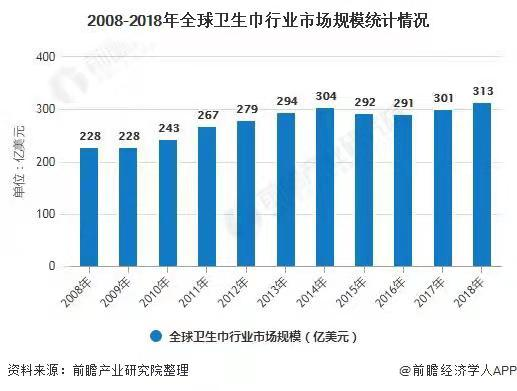 2008-2018年全球卫生巾行业市场规模统计情况
单位：亿美元
400
300
200
100
0
228
228
243
267
279
294
304
292
291
301
313
2008年
2009年
2010年
2011年
2012年
2013年
2014年
2015年
2016年
2017年
2018年
全球卫生巾行业市场规模（亿美元）
资料来源：前瞻产业研究院整理
@前瞻经济学人APP